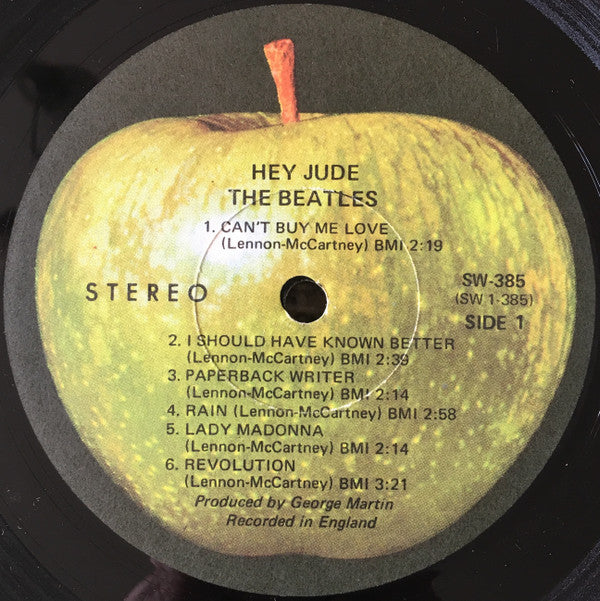 HEY JUDE
THE BEATLES
1. CAN'T BUY ME LOVE
(Lennon-McCartney) BMI 2:19
STEREO
SW-385
(SW 1-385)
SIDE 1
2. I SHOULD HAVE KNOWN BETTER
(Lennon-McCartney) BMI 2:39
3. PAPERBACK WRITER
(Lennon-McCartney) BMI 2:14
4. RAIN (Lennon-McCartney) BMI 2:58
5. LADY MADONNA
(Lennon-McCartney) BMI 2:14
6. REVOLUTION
(Lennon-McCartney) BMI 3:21
Produced by George Martin
Recorded in England